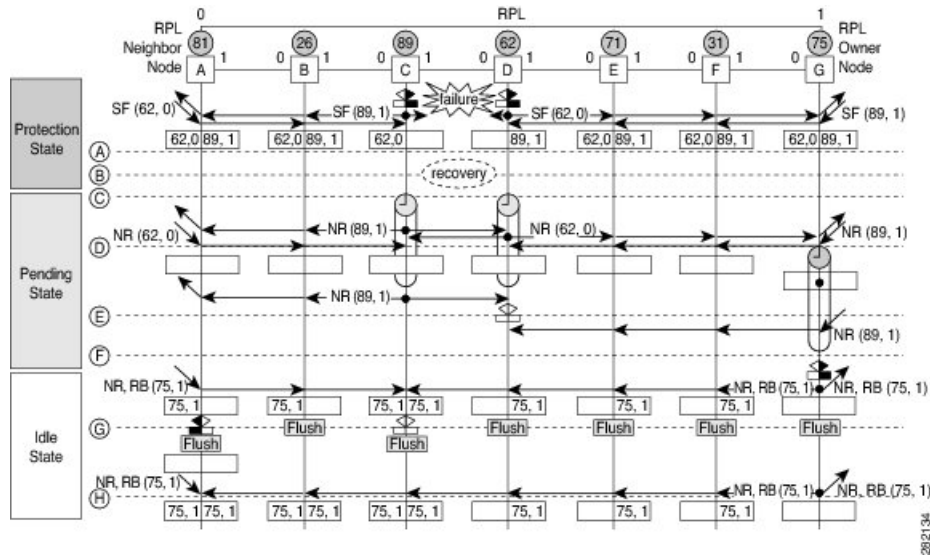 0 RPL 1
RPL Neighbor Node 81 26 89 62 71 31 75 RPL Owner Node
A 1 0 B 1 0 C 1 0 D 1 0 E 1 0 F 1 0 G
failure
SF (62, 0) SF (89, 1) SF (62, 0) SF (89, 1)
Protection State
62,0 89, 1 62,0 89, 1 62,0 89, 1 62,0 89, 1 62,0 89, 1 62,0 89, 1
A
B recovery
C
NR (89, 1) NR (62, 0)
NR (62, 0) NR (89, 1)
D
Pending State
NR (89, 1)
E
NR (89, 1)
F
NR, RB (75, 1) NR, RB (75, 1) NR, RB (75, 1)
75, 1 75, 1 75, 1 75, 1 75, 1 75, 1 75, 1
G Flush Flush Flush Flush Flush
Flush Flush
Idle State
NR, RB (75, 1) NR, RB (75, 1) NR, RB (75, 1)
H
75, 1 75, 1 75, 1 75, 1 75, 1 75, 1 75, 1 75, 1 75, 1
282134